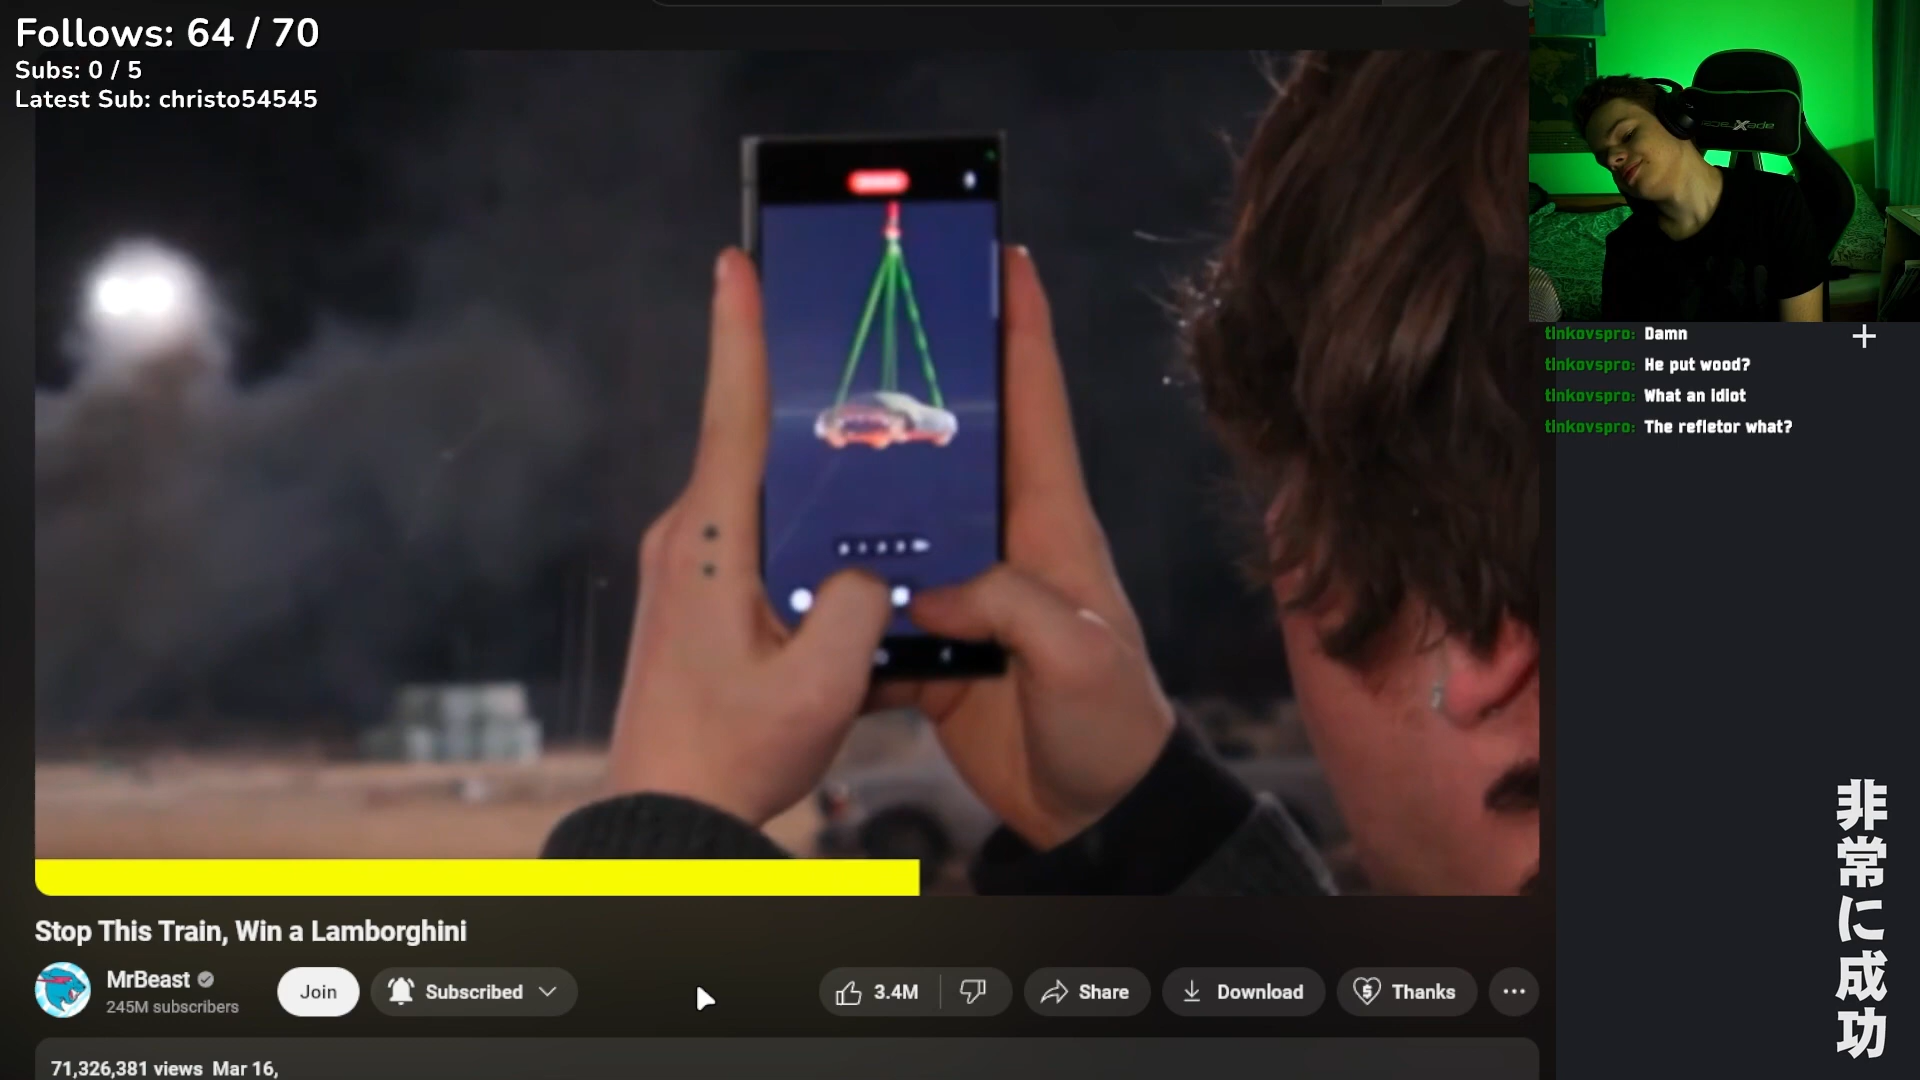 Follows: 64 / 70
Subs: 0 / 5
Latest Sub: christo54545
tinkovspro: Damn
tinkovspro: He put wood?
tinkovspro: What an idiot
tinkovspro: The refletor what?
非常に成功
Stop This Train, Win a Lamborghini
MrBeast
245M subscribers
Join
Subscribed
3.4M
Share
Download
Thanks
71,326,381 views Mar 16,